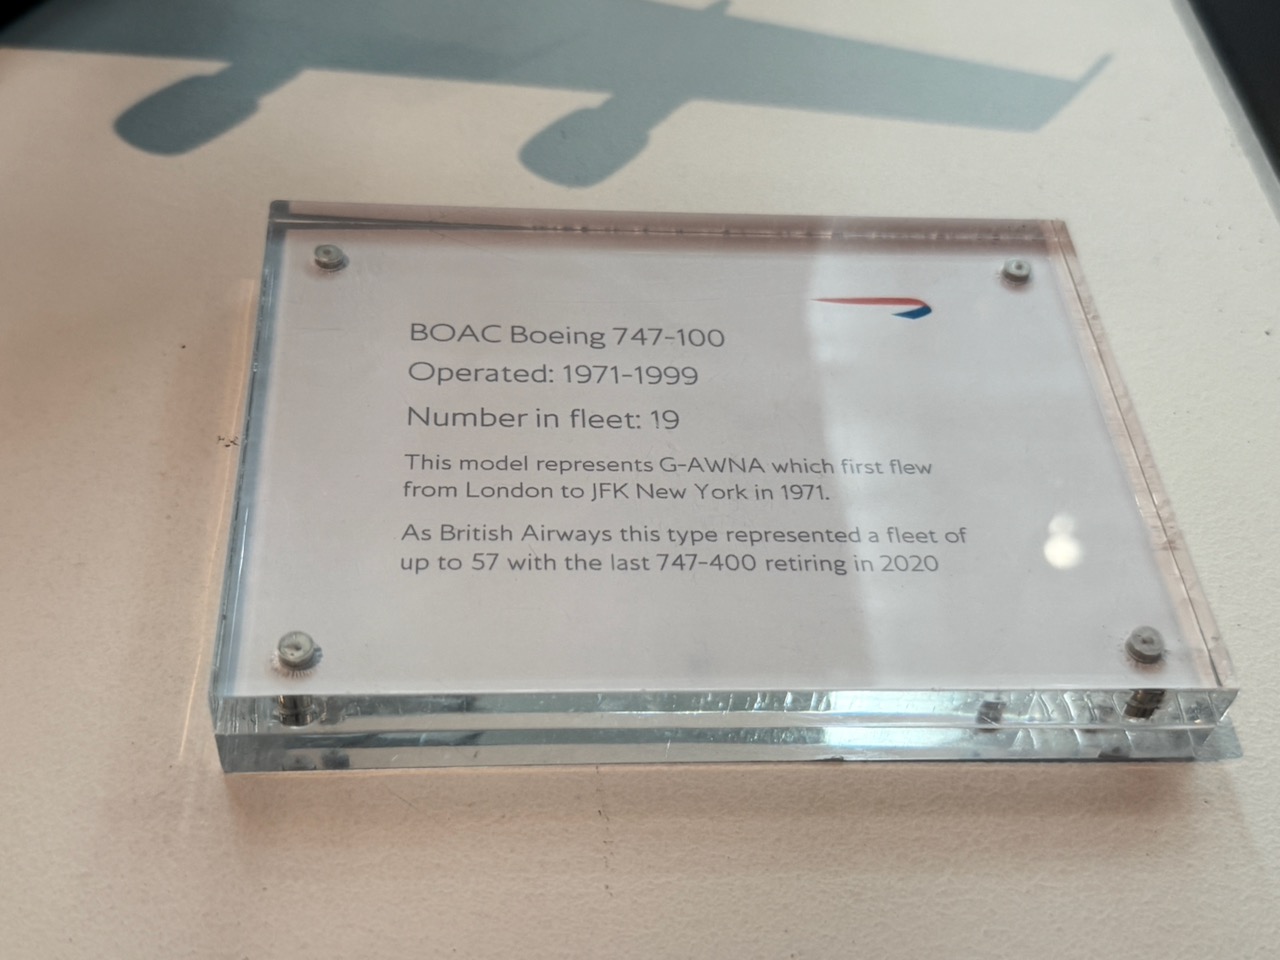 BOAC Boeing 747-100
Operated: 1971-1999
Number in fleet: 19
This model represents G-AWNA which first flew
from London to JFK New York in 1971.
As British Airways this type represented a fleet of
up to 57 with the last 747-400 retiring in 2020